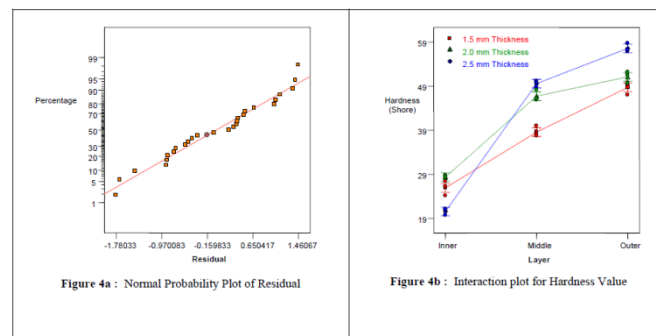 99
95
90
80
70
50
30
20
10
5
1
Percentage
-1.78033 -0.970083 -0.159833 0.650417 1.46067
Residual
Figure 4a : Normal Probability Plot of Residual
1.5 mm Thickness
2.0 mm Thickness
2.5 mm Thickness
59
49
39
29
19
Hardness
(Shore)
Inner Middle Outer
Layer
Figure 4b : Interaction plot for Hardness Value